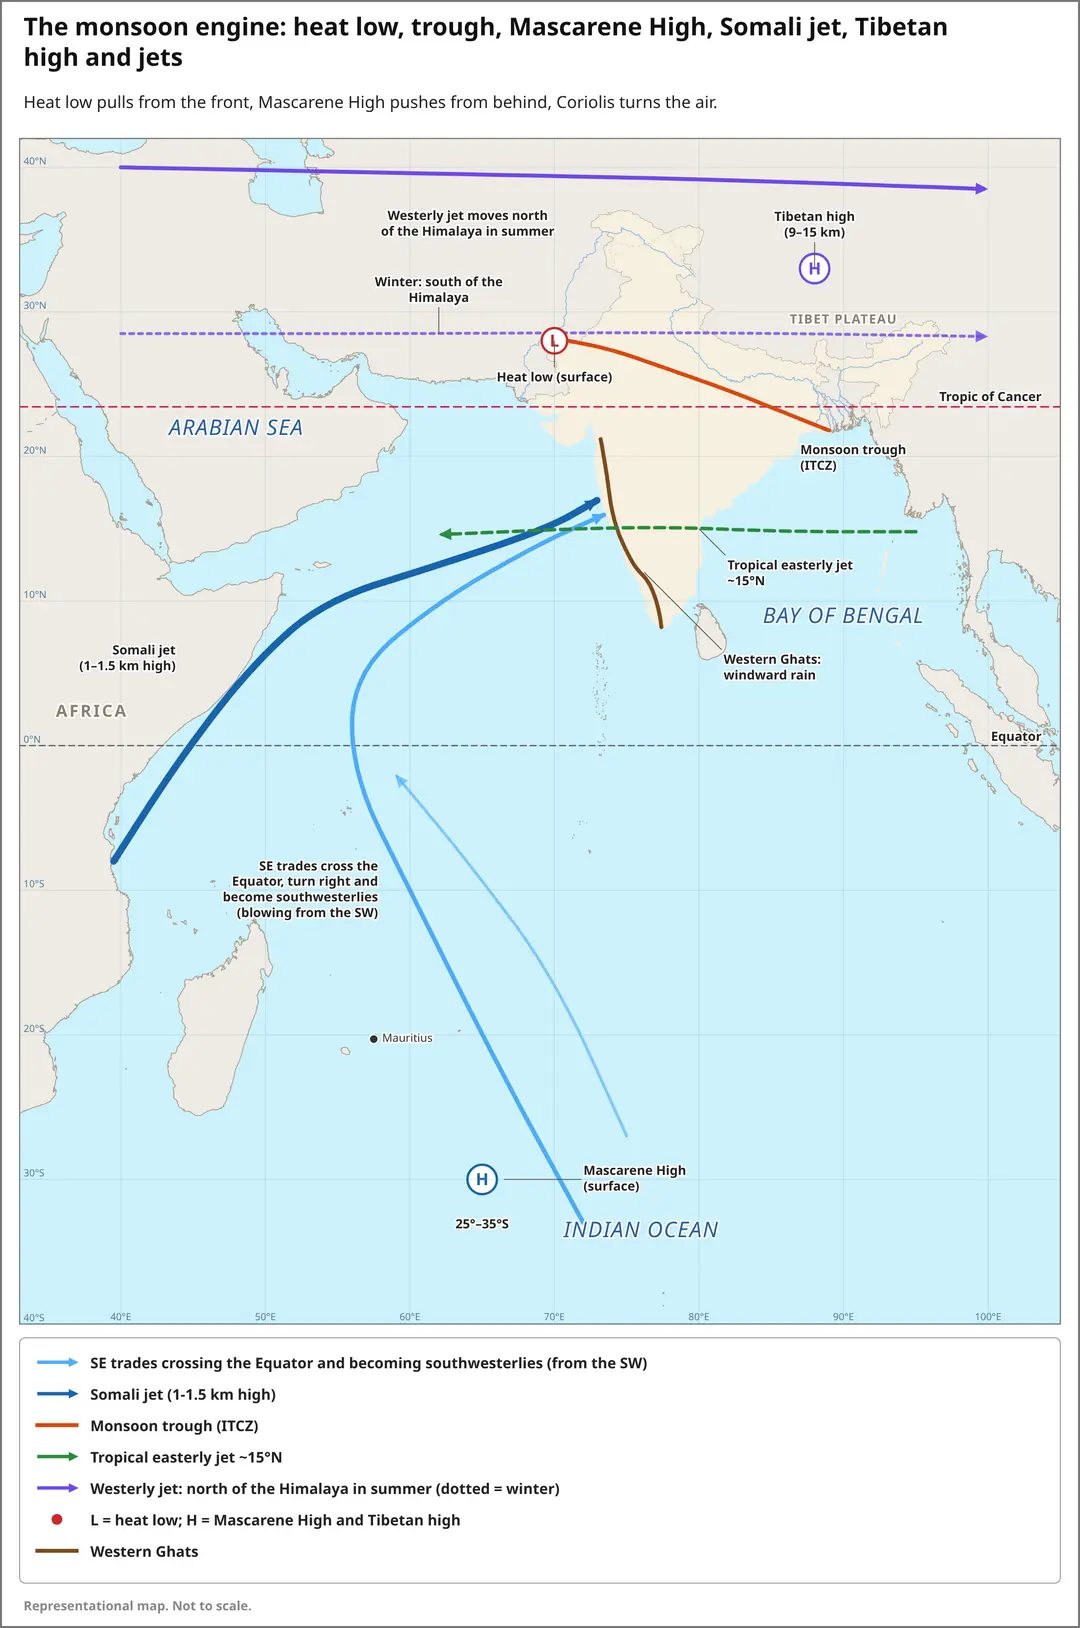 The monsoon engine: heat low, trough, Mascarene High, Somali jet, Tibetan
high and jets
Heat low pulls from the front, Mascarene High pushes from behind, Coriolis turns the air.
40°N
Westerly jet moves north
of the Himalaya in summer
Tibetan high
(9–15 km)
H
Winter: south of the
Himalaya
30°N
TIBET PLATEAU
L
Heat low (surface)
Tropic of Cancer
ARABIAN SEA
20°N
Monsoon trough
(ITCZ)
Tropical easterly jet
~15°N
10°N
BAY OF BENGAL
Somali jet
(1–1.5 km high)
Western Ghats:
windward rain
AFRICA
0°N
Equator
SE trades cross the
Equator, turn right and
become southwesterlies
(blowing from the SW)
10°S
20°S
Mauritius
30°S
H
Mascarene High
(surface)
25°–35°S
INDIAN OCEAN
40°S
40°E
50°E
60°E
70°E
80°E
90°E
100°E
SE trades crossing the Equator and becoming southwesterlies (from the SW)
Somali jet (1-1.5 km high)
Monsoon trough (ITCZ)
Tropical easterly jet ~15°N
Westerly jet: north of the Himalaya in summer (dotted = winter)
L = heat low; H = Mascarene High and Tibetan high
Western Ghats
Representational map. Not to scale.